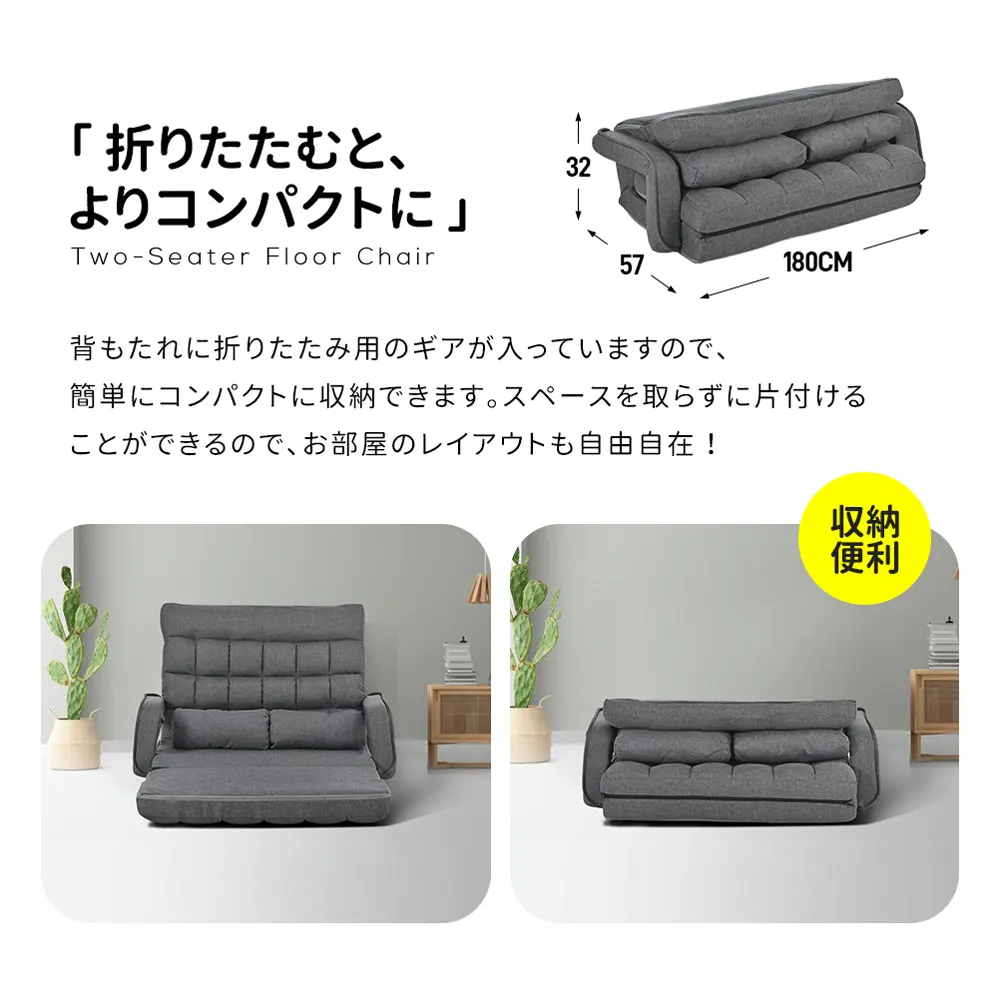 「折りたたむと、
よりコンパクトに」
Two-Seater Floor Chair
32
57
180CM
背もたれに折りたたみ用のギアが入っていますので、
簡単にコンパクトに収納できます。スペースを取らずに片付ける
ことができるので、お部屋のレイアウトも自由自在！
収納
便利